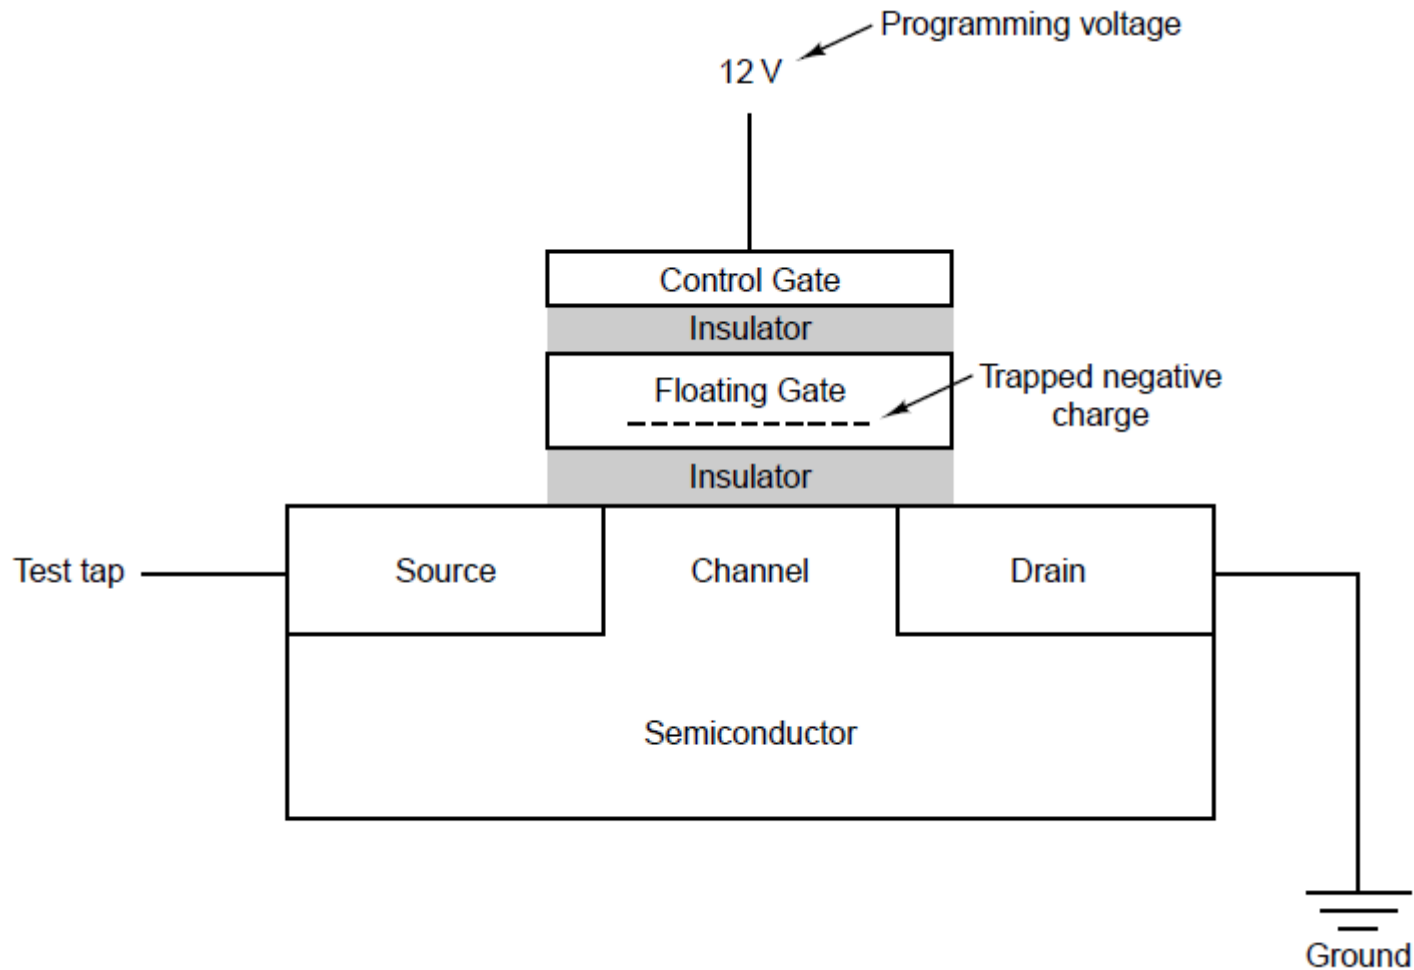 Programming voltage
12 V
Control Gate
Insulator
Floating Gate
Trapped negative
charge
Insulator
Test tap
Source
Channel
Drain
Semiconductor
Ground